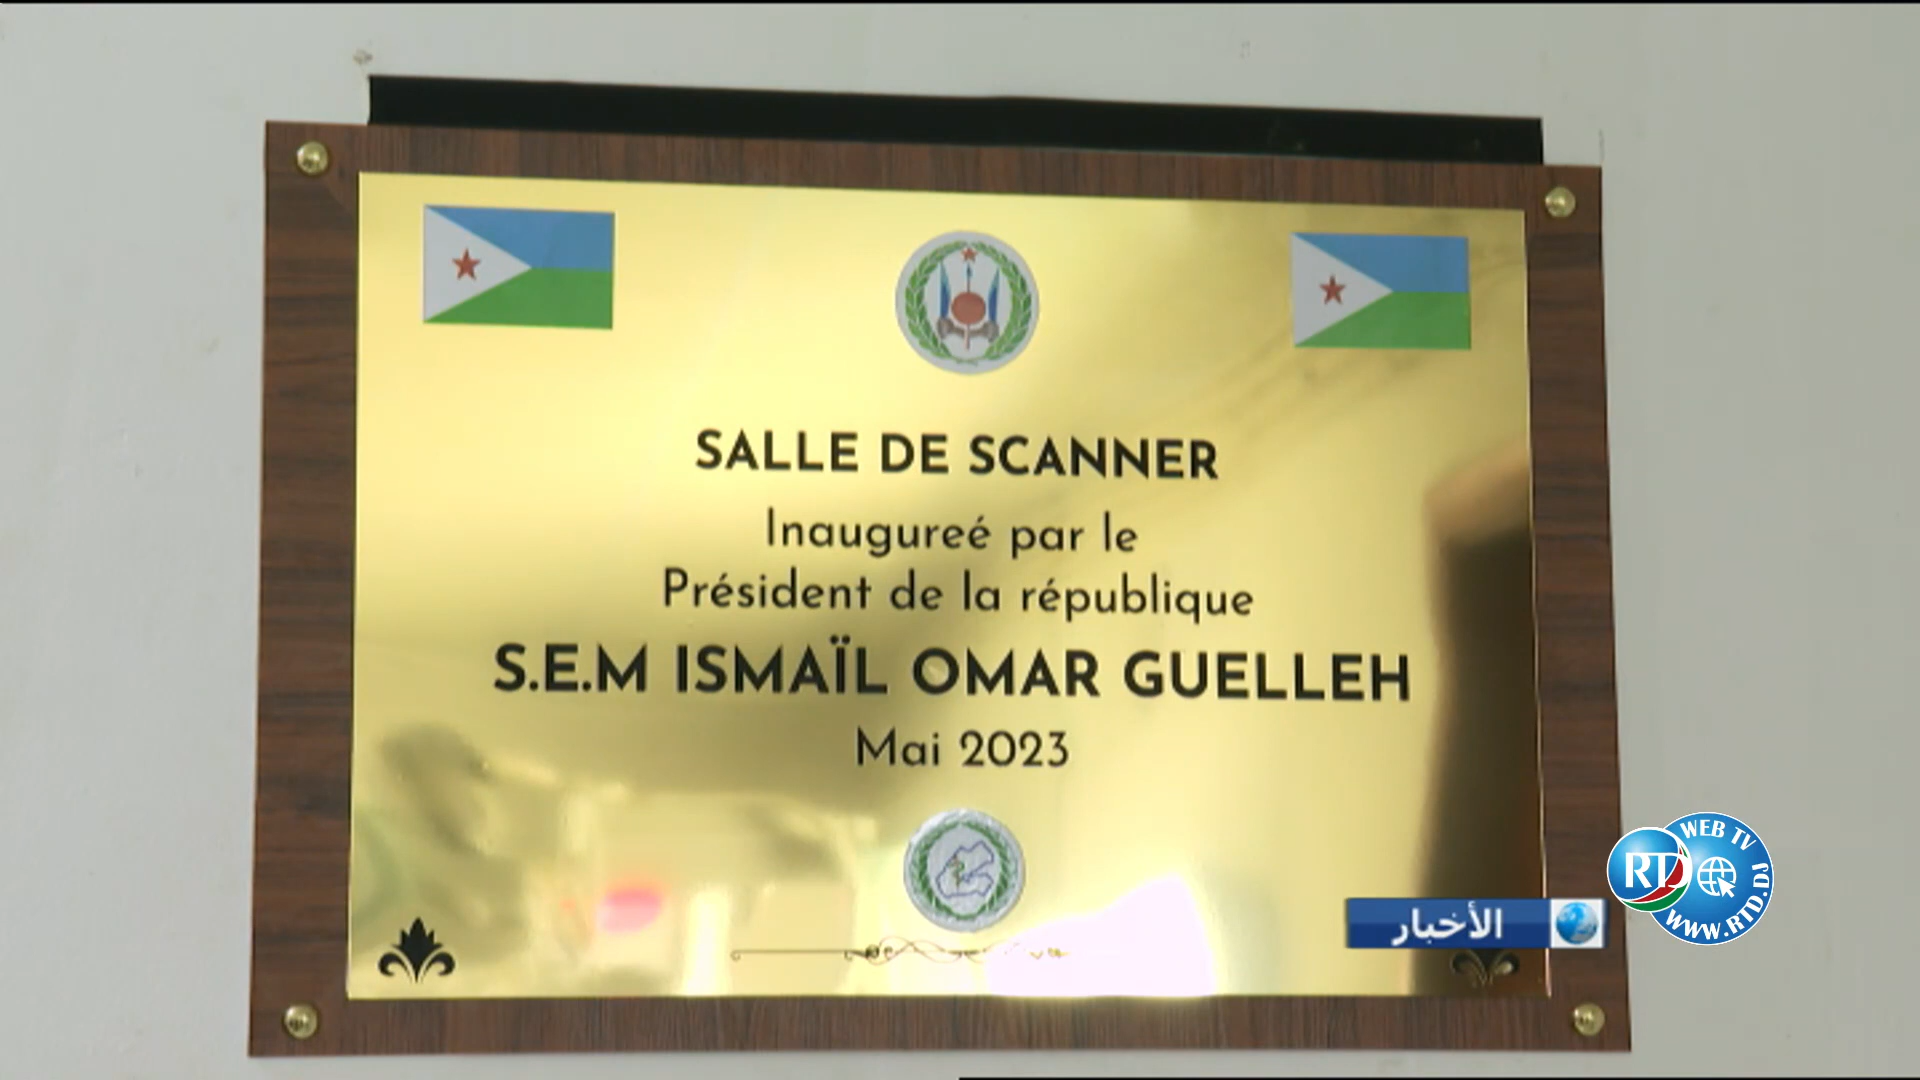 SALLE DE SCANNER
Inaugureé par le
Président de la république
S.E.M ISMAÏL OMAR GUELLEH
Mai 2023
الأخبار
WEB TV
RTD
WWW.RTD.DJ